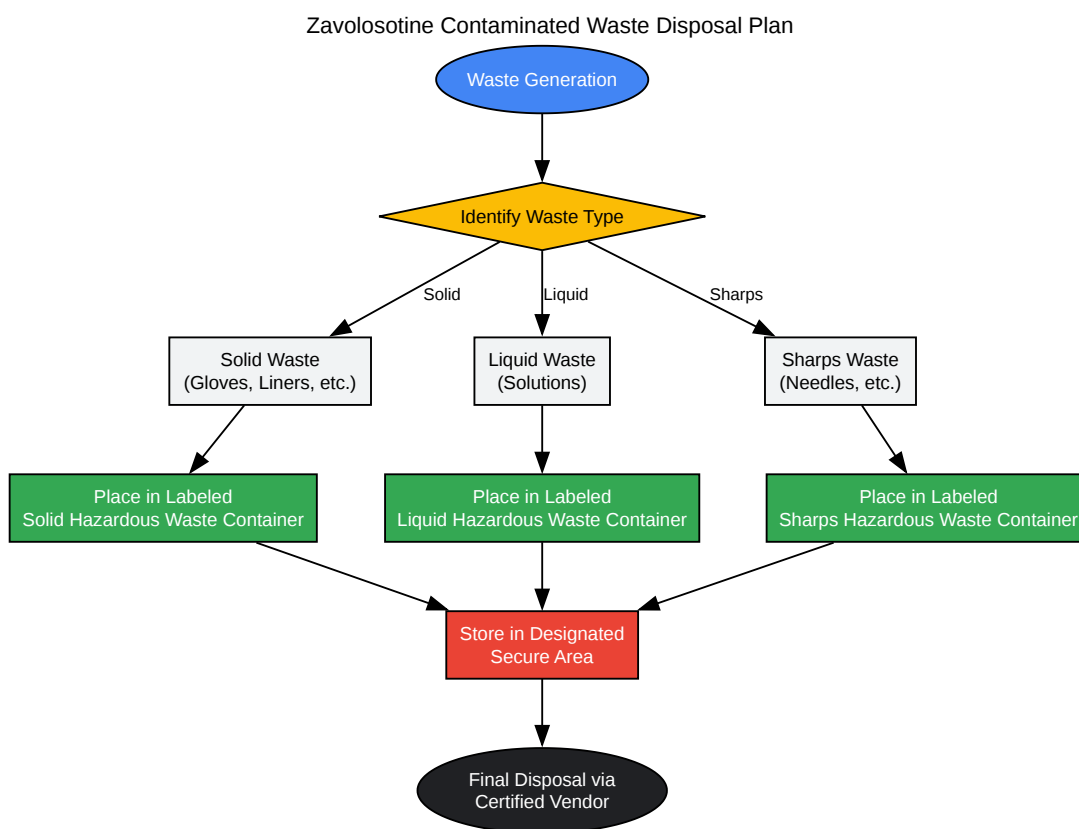 Zavolosotine Contaminated Waste Disposal Plan
Waste Generation
Identify Waste Type
Solid
Liquid
Sharps
Solid Waste
(Gloves, Liners, etc.)
Liquid Waste
(Solutions)
Sharps Waste
(Needles, etc.)
Place in Labeled
Solid Hazardous Waste Container
Place in Labeled
Liquid Hazardous Waste Container
Place in Labeled
Sharps Hazardous Waste Container
Store in Designated
Secure Area
Final Disposal via
Certified Vendor